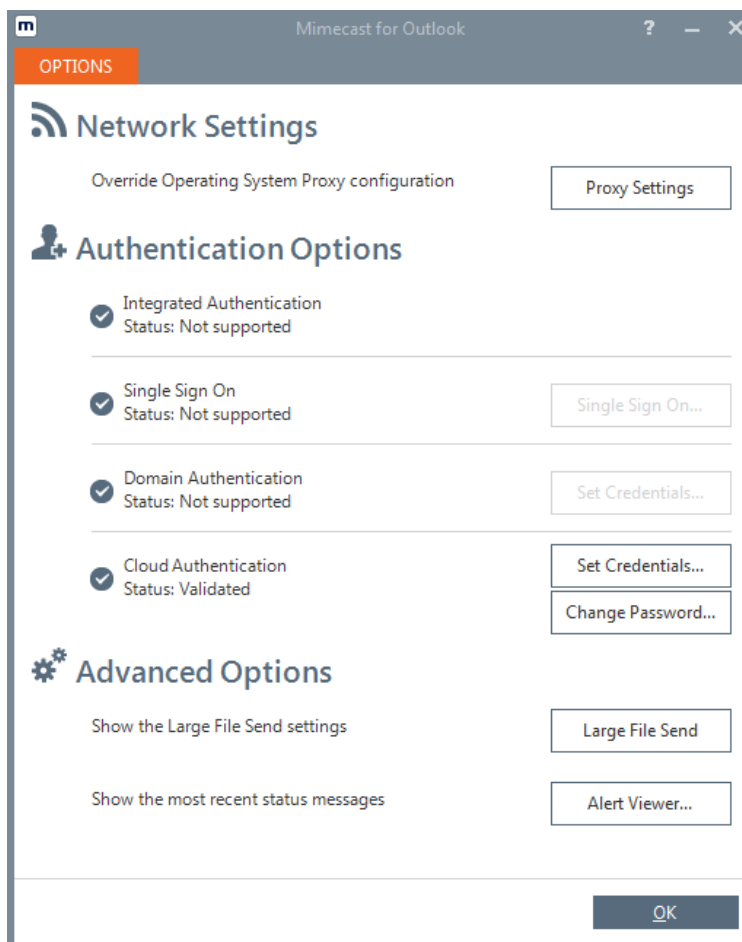 m
Mimecast for Outlook
?
OPTIONS
Network Settings
Override Operating System Proxy configuration
Proxy Settings
Authentication Options
Integrated Authentication
Status: Not supported
Single Sign On
Status: Not supported
Single Sign On...
Domain Authentication
Status: Not supported
Set Credentials...
Cloud Authentication
Status: Validated
Set Credentials...
Change Password...
Advanced Options
Show the Large File Send settings
Large File Send
Show the most recent status messages
Alert Viewer...
OK